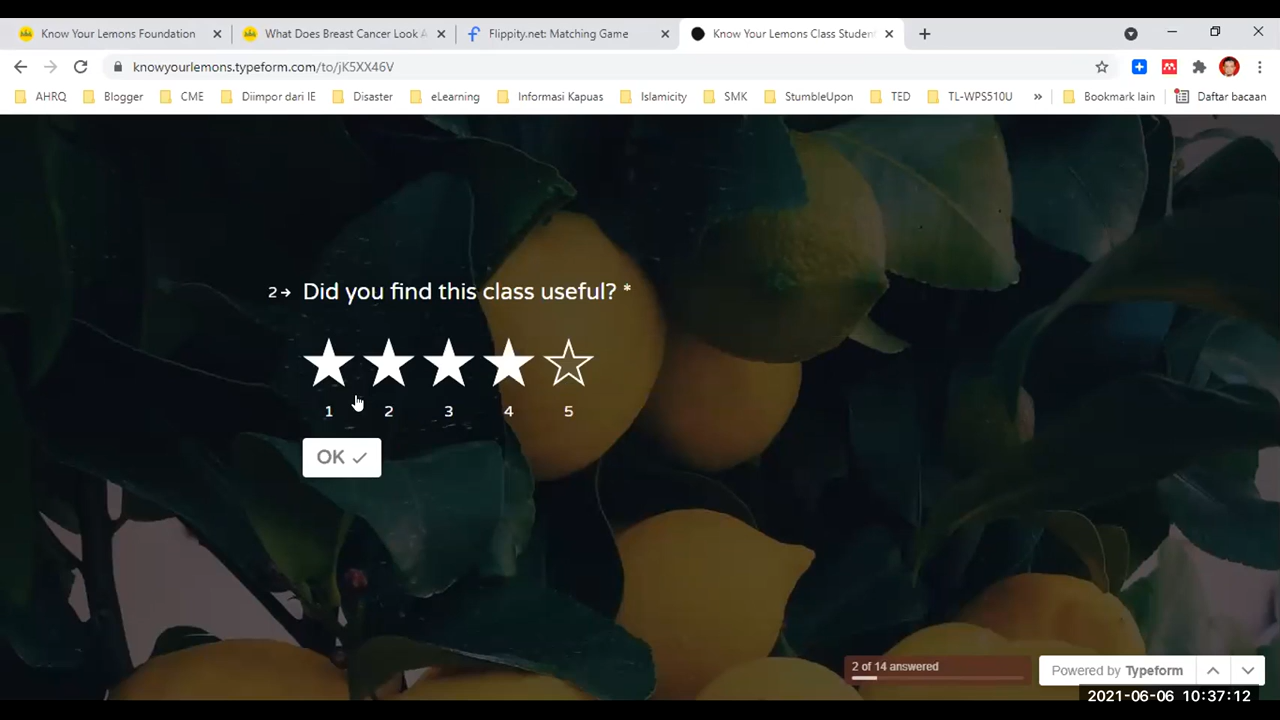 Know Your Lemons Foundation
What Does Breast Cancer Look A
Flippity.net: Matching Game
Know Your Lemons Class Student
knowyourlemons.typeform.com/to/jK5XX46V
AHRQ
Blogger
CME
Diimpor dari IE
Disaster
eLearning
Informasi Kapuas
Islamicity
SMK
StumbleUpon
TED
TL-WPS510U
»
Bookmark lain
Daftar bacaan
2 Did you find this class useful? *
1 2 3 4 5
OK
2 of 14 answered
Powered by Typeform
2021-06-06 10:37:12